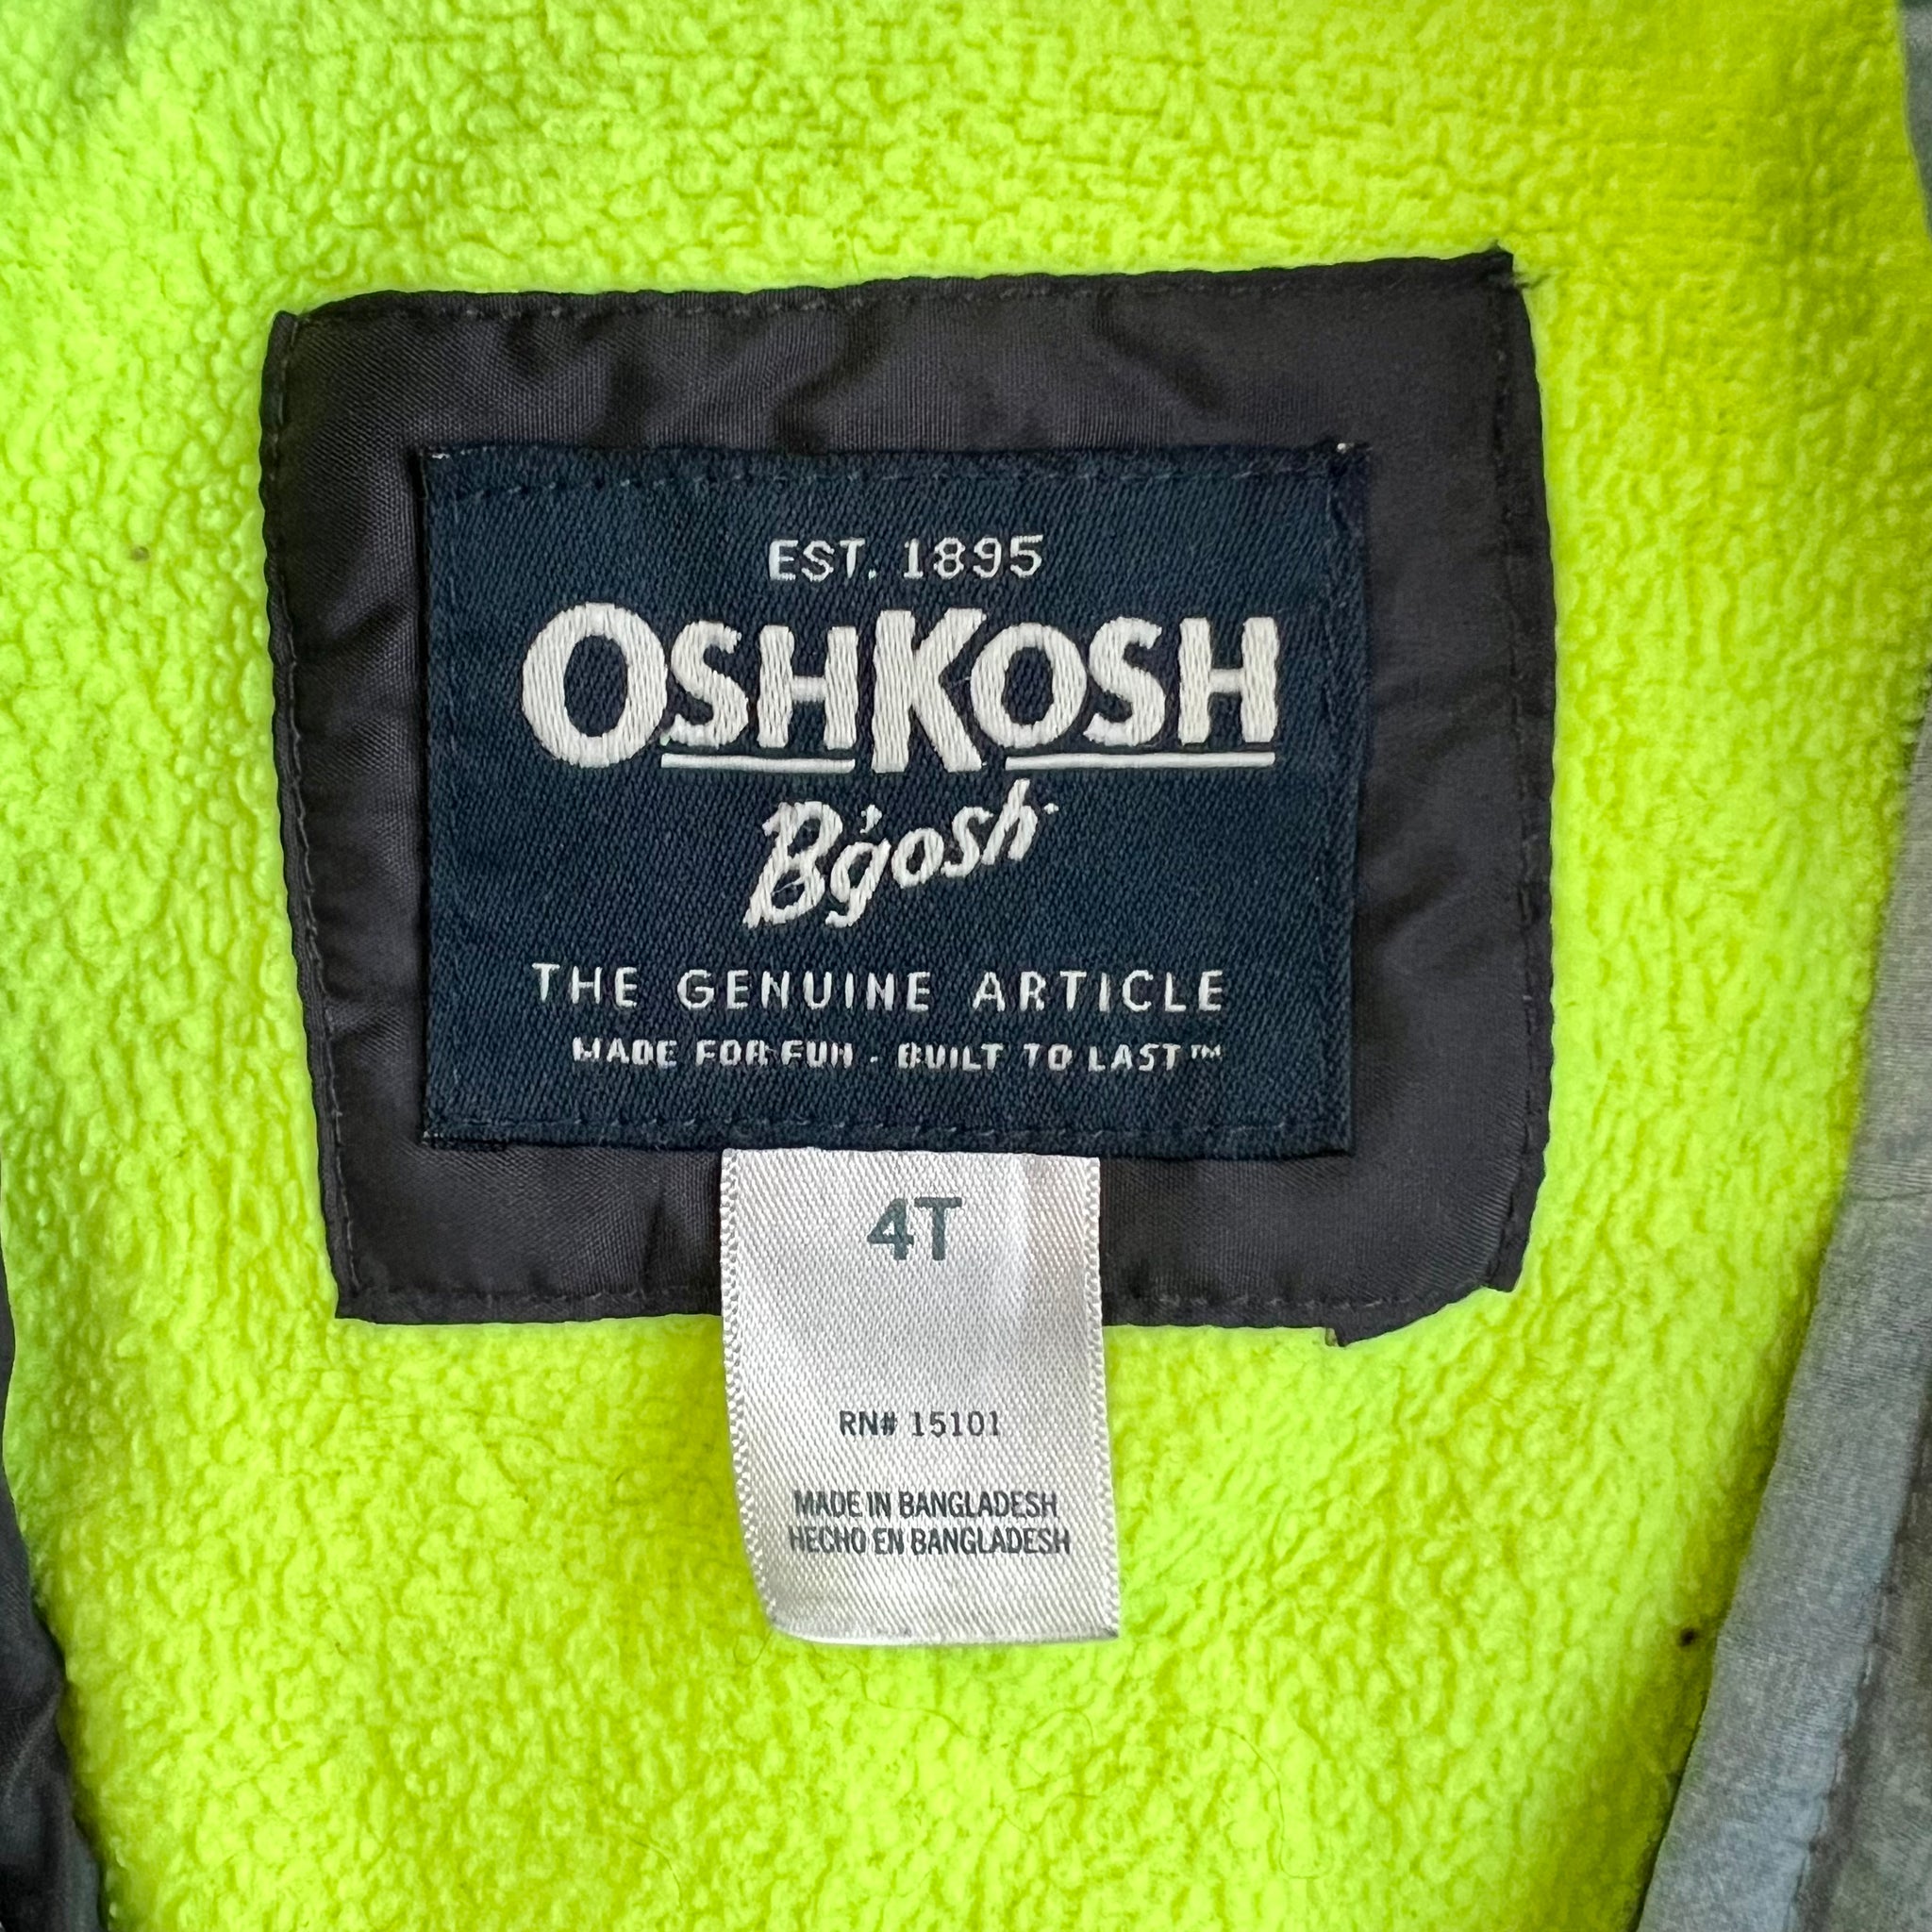 EST. 1895
OSHKOSH
B'gosh
THE GENUINE ARTICLE
MADE FOR FUN - BUILT TO LAST™
4T
RN# 15101
MADE IN BANGLADESH
HECHO EN BANGLADESH